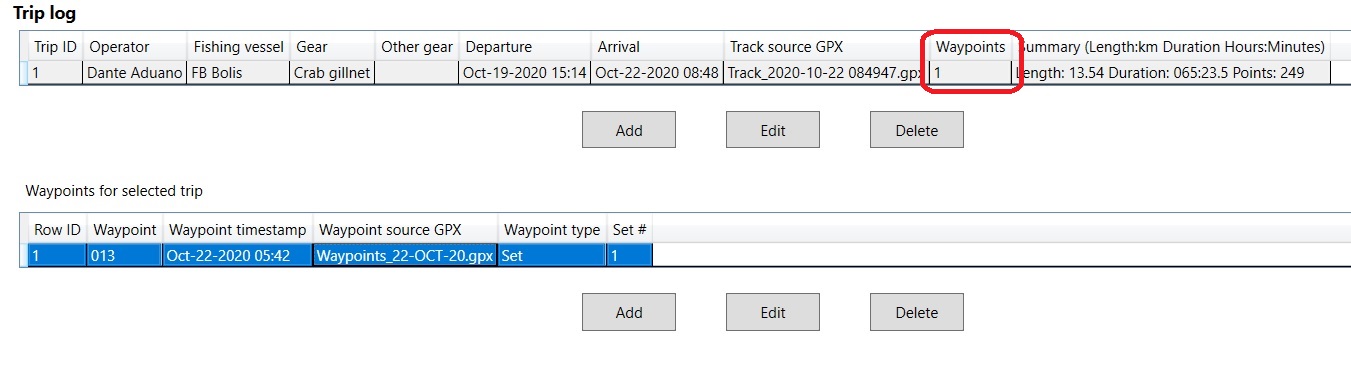 Trip log
Trip ID Operator Fishing vessel Gear Other gear Departure Arrival Track source GPX Waypoints Summary (Length:km Duration Hours:Minutes)
1 Dante Aduano FB Bolis Crab gillnet Oct-19-2020 15:14 Oct-22-2020 08:48 Track_2020-10-22 084947.gpx 1 Length: 13.54 Duration: 065:23.5 Points: 249
Add Edit Delete
Waypoints for selected trip
Row ID Waypoint Waypoint timestamp Waypoint source GPX Waypoint type Set #
1 013 Oct-22-2020 05:42 Waypoints_22-OCT-20.gpx Set 1
Add Edit Delete